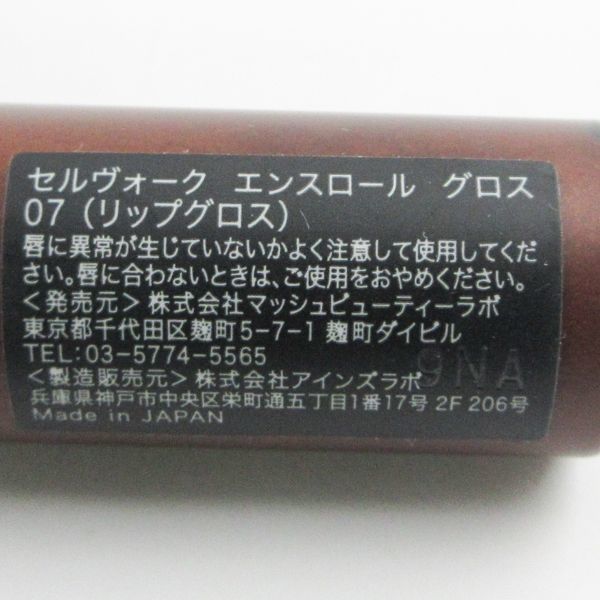 セルヴォーク エンスロール グロス
07（リップグロス）
唇に異常が生じていないかよく注意して使用してくだ
さい。唇に合わないときは、ご使用をおやめください。
＜発売元＞株式会社マッシュビューティーラボ
東京都千代田区麹町5-7-1 麹町ダイビル
TEL:03-5774-5565
9NA
＜製造販売元＞株式会社アインズラボ
兵庫県神戸市中央区栄町通五丁目1番17号 2F 206号
Made in JAPAN